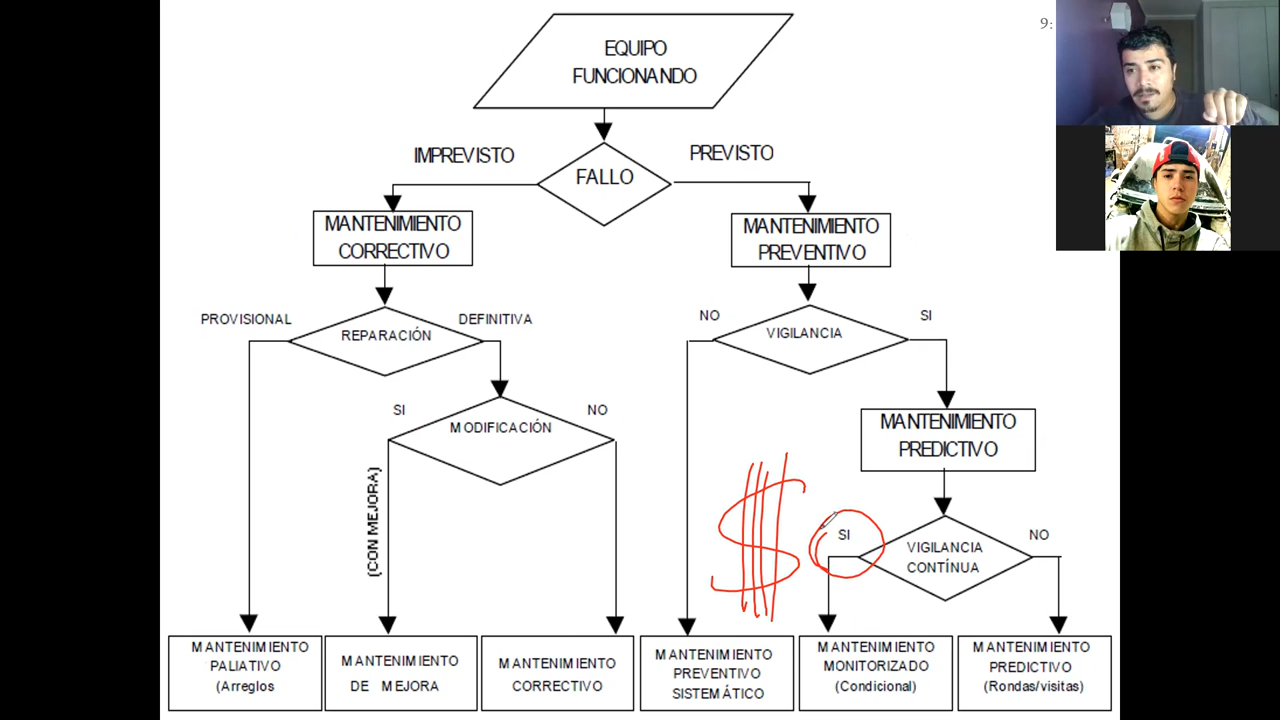 9:
EQUIPO
FUNCIONANDO
IMPREVISTO
PREVISTO
FALLO
MANTENIMIENTO
CORRECTIVO
MANTENIMIENTO
PREVENTIVO
PROVISIONAL
REPARACIÓN
DEFINITIVA
NO
VIGILANCIA
SI
SI
MODIFICACIÓN
NO
MANTENIMIENTO
PREDICTIVO
(CON MEJORA)
$
SI
VIGILANCIA
CONTÍNUA
NO
MANTENIMIENTO
PALIATIVO
(Arreglos
MANTENIMIENTO
DE MEJORA
MANTENIMIENTO
CORRECTIVO
MANTENIMIENTO
PREVENTIVO
SISTEMÁTICO
MANTENIMIENTO
MONITORIZADO
(Condicional)
MANTENIMIENTO
PREDICTIVO
(Rondas/visitas)